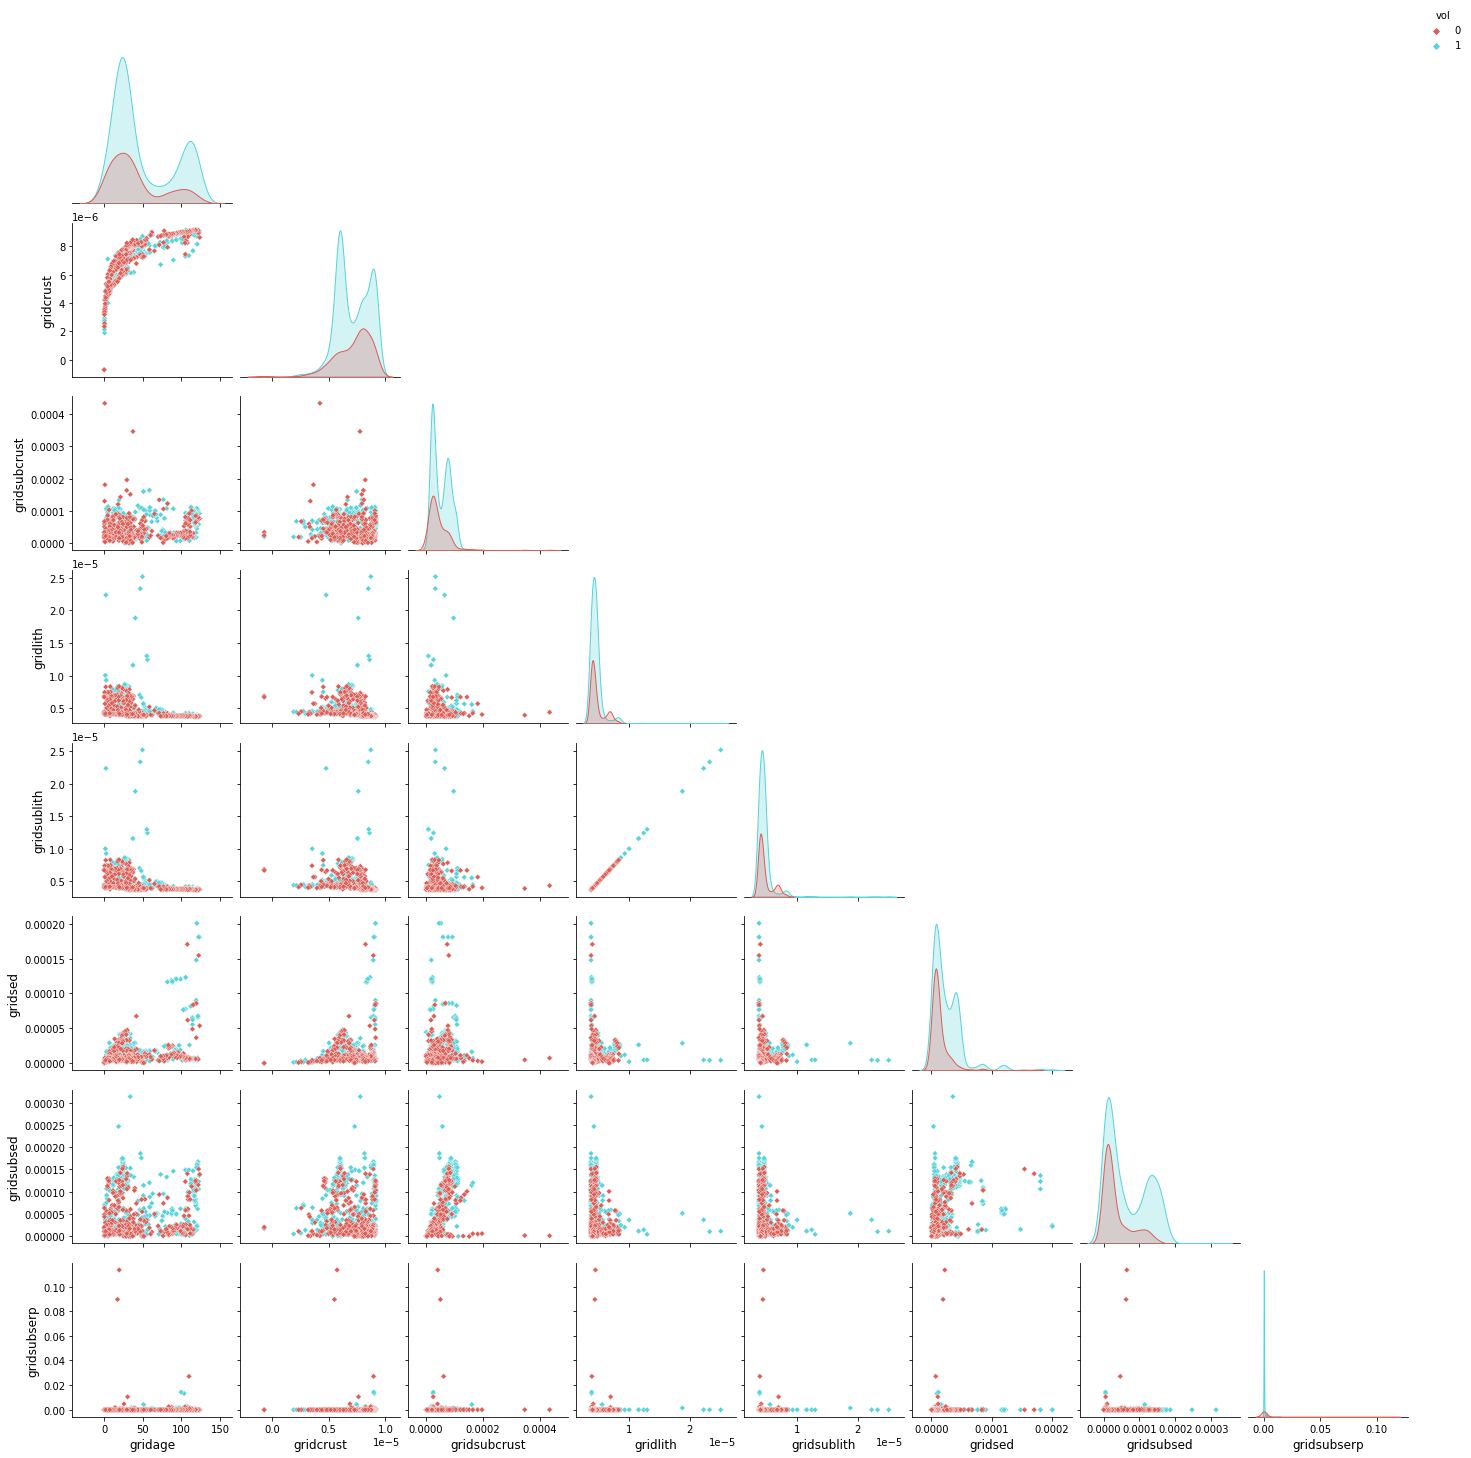 vol
0
1
1e−6
gridcrust
8
6
4
2
0
gridsubcrust
0.0004
0.0003
0.0002
0.0001
0.0000
1e−5
gridlith
2.5
2.0
1.5
1.0
0.5
1e−5
gridsublith
2.5
2.0
1.5
1.0
0.5
gridsed
0.00020
0.00015
0.00010
0.00005
0.00000
gridsubsed
0.00030
0.00025
0.00020
0.00015
0.00010
0.00005
0.00000
gridsubserp
0.10
0.08
0.06
0.04
0.02
0.00
0 50 100 150 0.0 0.5 1.0 0.0000 0.0002 0.0004 1 2 1 2 0.0000 0.0001 0.0002 0.0000 0.0001 0.0002 0.0003 0.00 0.05 0.10
1e−5 1e−5 1e−5
gridage gridcrust gridsubcrust gridlith gridsublith gridsed gridsubsed gridsubserp